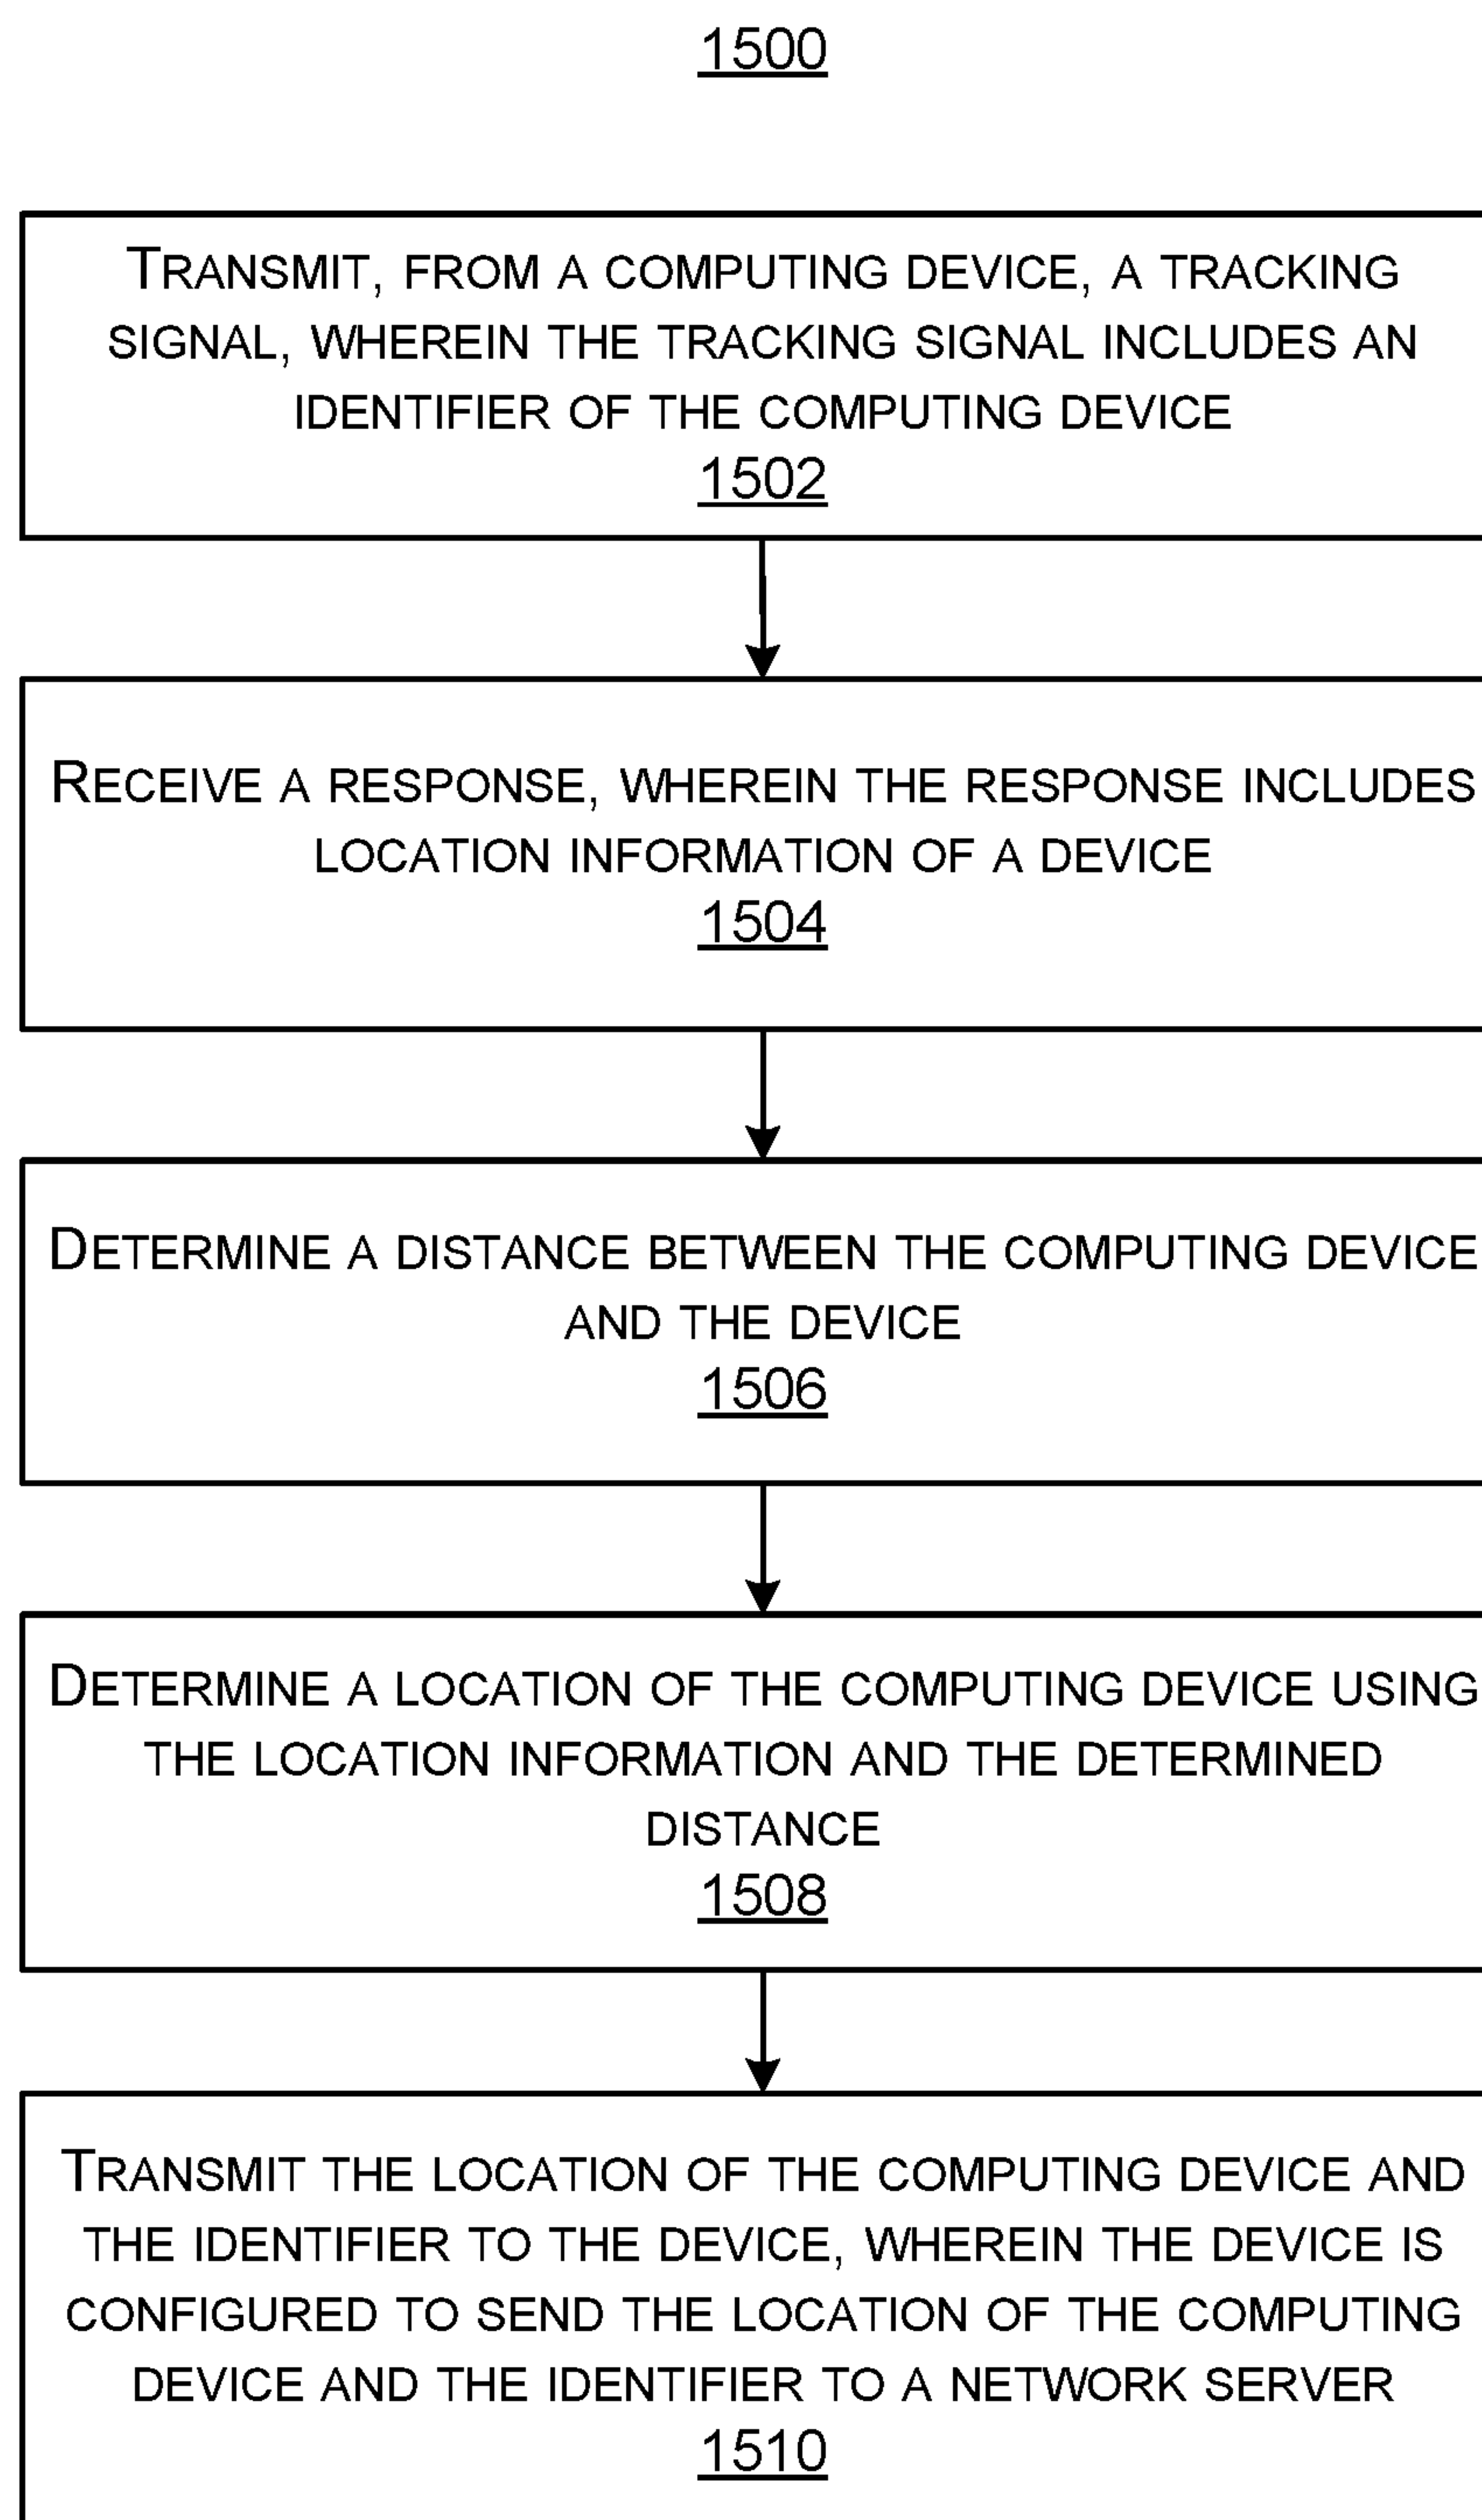 1500
TRANSMIT, FROM A COMPUTING DEVICE, A TRACKING
SIGNAL, WHEREIN THE TRACKING SIGNAL INCLUDES AN
IDENTIFIER OF THE COMPUTING DEVICE
1502
RECEIVE A RESPONSE, WHEREIN THE RESPONSE INCLUDES
LOCATION INFORMATION OF A DEVICE
1504
DETERMINE A DISTANCE BETWEEN THE COMPUTING DEVICE
AND THE DEVICE
1506
DETERMINE A LOCATION OF THE COMPUTING DEVICE USING
THE LOCATION INFORMATION AND THE DETERMINED
DISTANCE
1508
TRANSMIT THE LOCATION OF THE COMPUTING DEVICE AND
THE IDENTIFIER TO THE DEVICE, WHEREIN THE DEVICE IS
CONFIGURED TO SEND THE LOCATION OF THE COMPUTING
DEVICE AND THE IDENTIFIER TO A NETWORK SERVER
1510